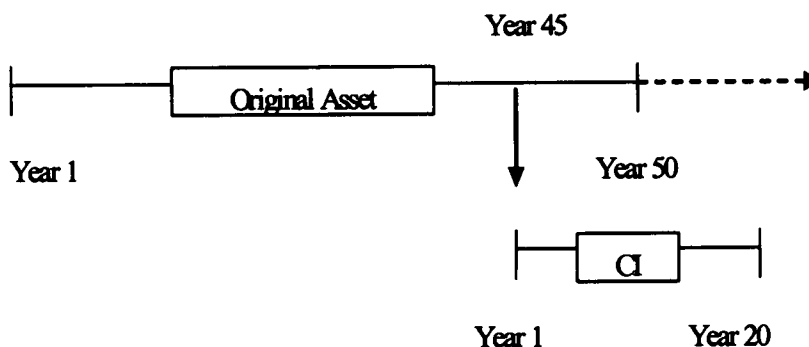 Year 45
Original Asset
Year 1
Year 50
CI
Year 1
Year 20